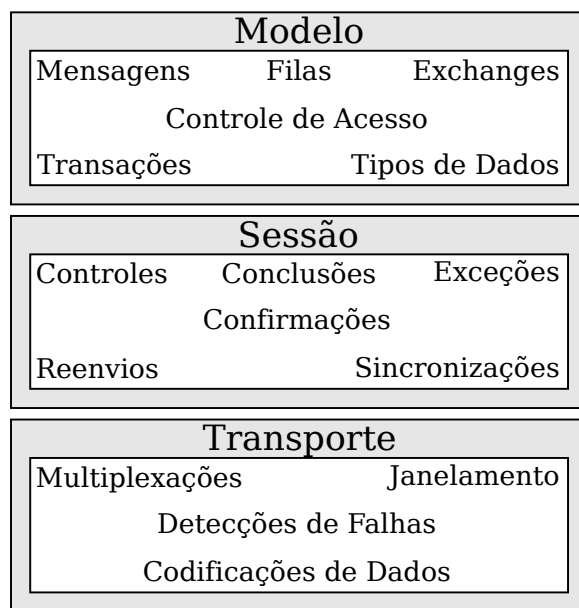 Modelo
Mensagens Filas Exchanges
Controle de Acesso
Transações Tipos de Dados
Sessão
Controles Conclusões Exceções
Confirmações
Reenvios Sincronizações
Transporte
Multiplexações Janelamento
Detecções de Falhas
Codificações de Dados